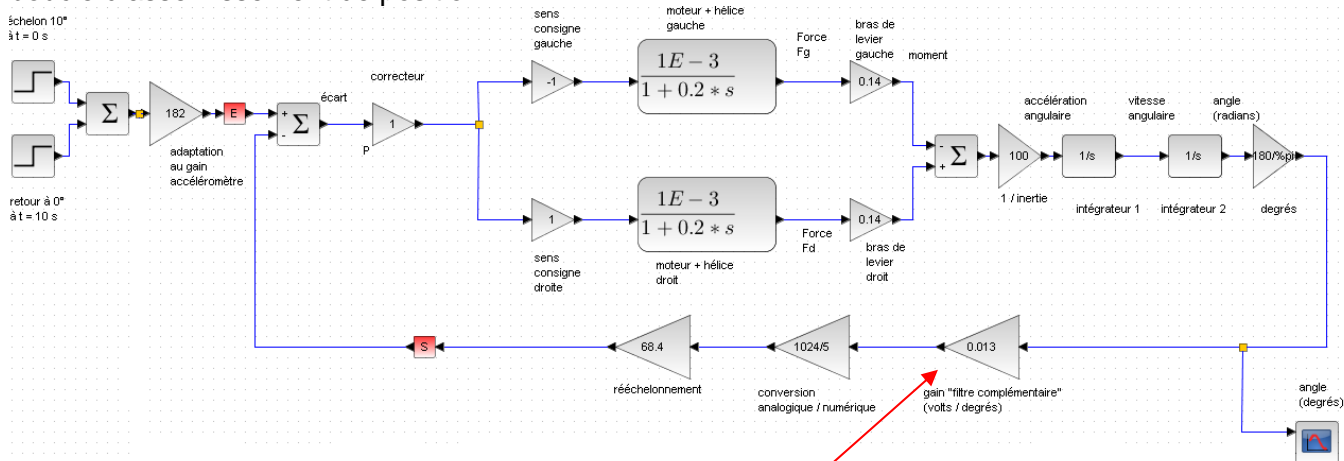 échelon 10°
à t = 0 s
retour à 0°
à t = 10 s
Σ
182
adaptation
au gain
accéléromètre
E
+
-
Σ
écart
correcteur
1
P
sens
consigne
gauche
-1
moteur + hélice
gauche
1E − 3
1 + 0.2 * s
Force
Fg
bras de
levier
gauche
0.14
moment
1
sens
consigne
droite
1E − 3
1 + 0.2 * s
moteur + hélice
droit
Force
Fd
0.14
bras de
levier
droit
-
+
Σ
100
1 / inertie
accélération
angulaire
1/s
intégrateur 1
vitesse
angulaire
1/s
intégrateur 2
angle
(radians)
180/%pi
degrés
S
68.4
rééchelonnement
1024/5
conversion
analogique / numérique
0.013
gain "filtre complémentaire"
(volts / degrés)
angle
(degrés)